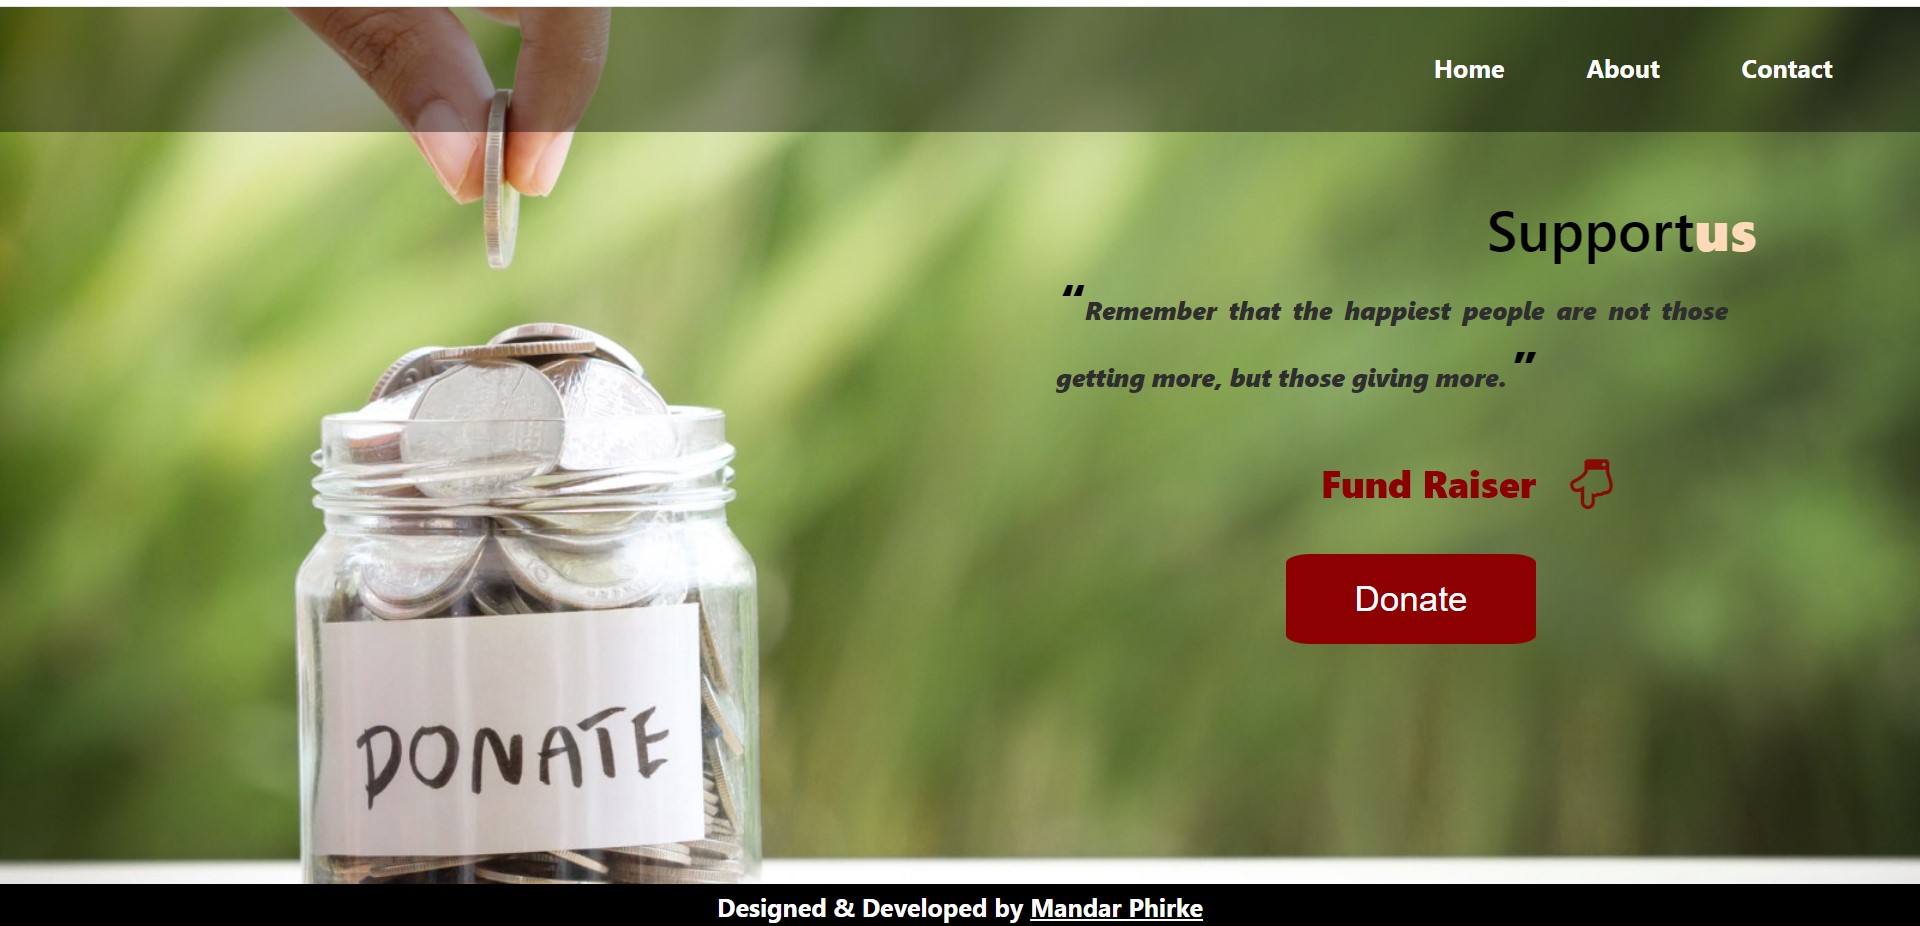 Home About Contact
Supportus
“Remember that the happiest people are not those
getting more, but those giving more.”
Fund Raiser
Donate
DONATE
Designed & Developed by Mandar Phirke